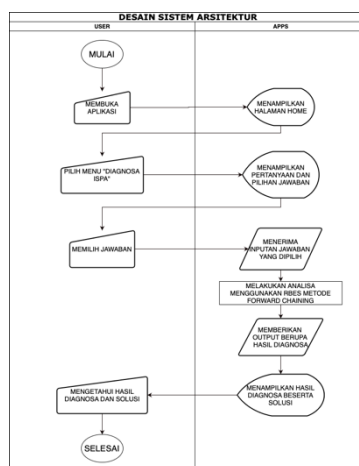 DESAIN SISTEM ARSITEKTUR
USER
APPS
MULAI
MEMBUKA
APLIKASI
MENAMPILKAN
HALAMAN HOME
PILIH MENU "DIAGNOSA
ISPA"
MENAMPILKAN
PERTANYAAN DAN
PILIHAN JAWABAN
MEMILIH JAWABAN
MENERIMA
INPUTAN JAWABAN
YANG DIPILIH
MELAKUKAN ANALISA
MENGGUNAKAN RBES METODE
FORWARD CHAINING
MEMBERIKAN
OUTPUT BERUPA
HASIL DIAGNOSA
MENGETAHUI HASIL
DIAGNOSA DAN SOLUSI
MENAMPILKAN HASIL
DIAGNOSA BESERTA
SOLUSI
SELESAI